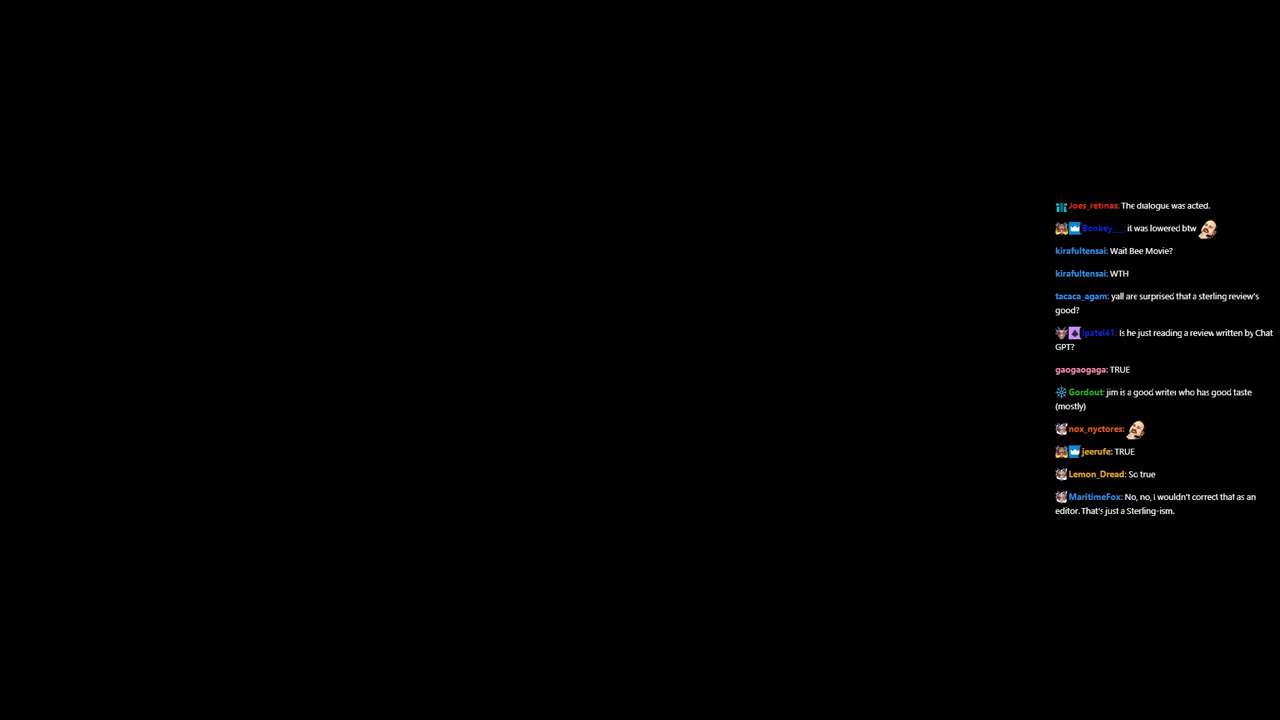 Joes_retinas: The dialogue was acted.
Bonkey__: it was lowered btw
kirafultensai: Wait Bee Movie?
kirafultensai: WTH
tacaca_agam: yall are surprised that a sterling review's
good?
lpatel41: Is he just reading a review written by Chat
GPT?
gaogaogaga: TRUE
Gordout: jim is a good writer who has good taste
(mostly)
nox_nyctores:
jeerufe: TRUE
Lemon_Dread: So true
MaritimeFox: No, no, i wouldn't correct that as an
editor. That's just a Sterling-ism.